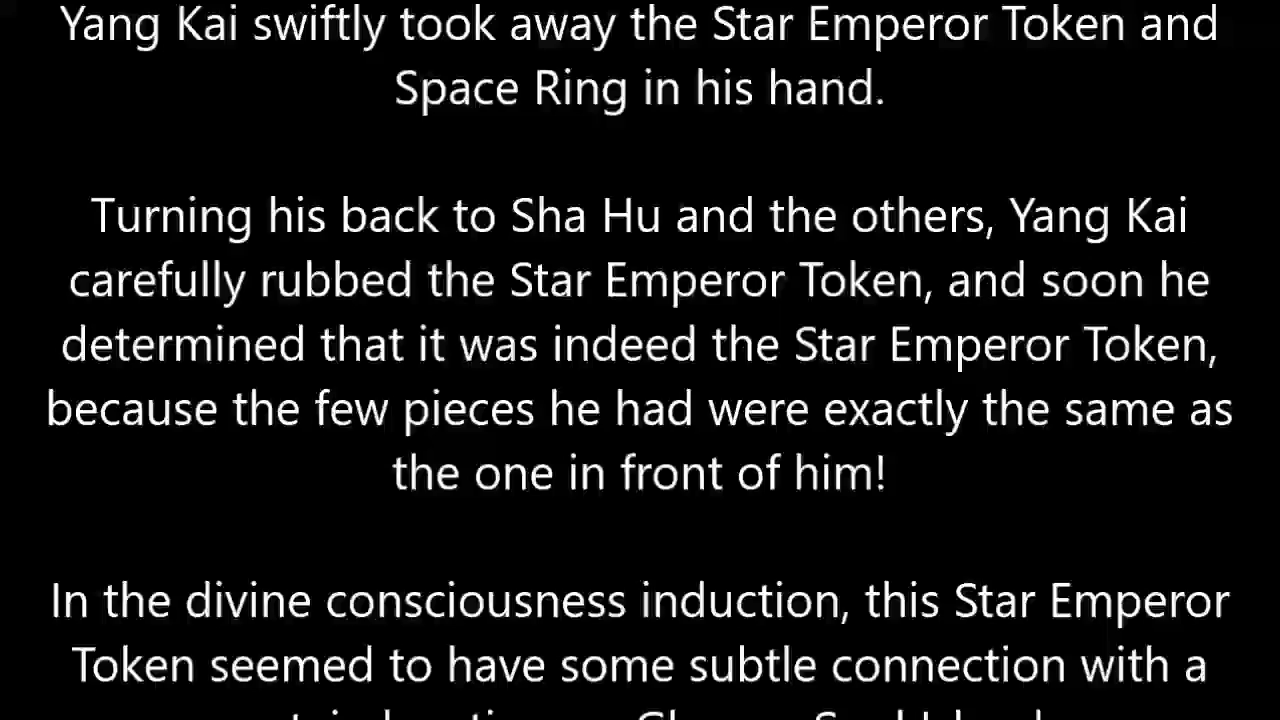 Yang Kai swiftly took away the Star Emperor Token and
Space Ring in his hand.
Turning his back to Sha Hu and the others, Yang Kai
carefully rubbed the Star Emperor Token, and soon he
determined that it was indeed the Star Emperor Token,
because the few pieces he had were exactly the same as
the one in front of him!
In the divine consciousness induction, this Star Emperor
Token seemed to have some subtle connection with a